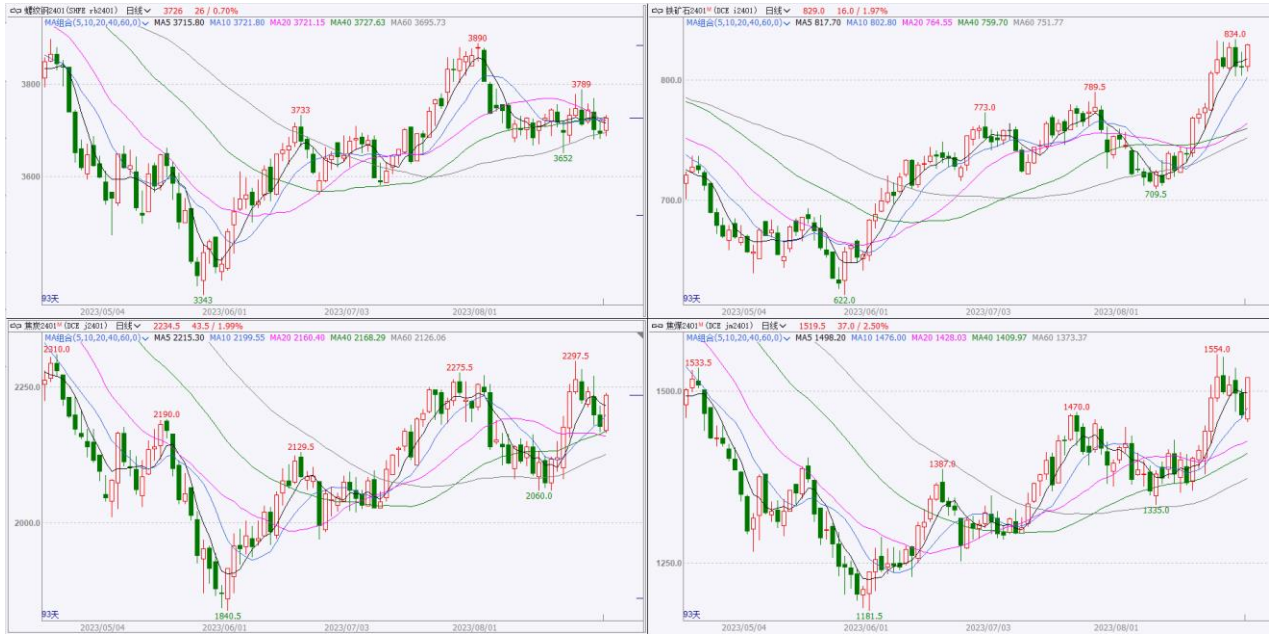 螺纹钢2401(SHFE rb2401) 日线 3726 26 / 0.70%
MA组合(5,10,20,40,60,0) MA5 3715.80 MA10 3721.80 MA20 3721.15 MA40 3727.63 MA60 3695.73
3890
3800
3789
3733
3652
3600
3343
93天
2023/05/04 2023/06/01 2023/07/03 2023/08/01
铁矿石2401M(DCE i2401) 日线 829.0 16.0 / 1.97%
MA组合(5,10,20,40,60,0) MA5 817.70 MA10 802.80 MA20 764.55 MA40 759.70 MA60 751.77
834.0
800.0
789.5
773.0
700.0
709.5
622.0
93天
2023/05/04 2023/06/01 2023/07/03 2023/08/01
焦炭2401M(DCE j2401) 日线 2234.5 43.5 / 1.99%
MA组合(5,10,20,40,60,0) MA5 2215.30 MA10 2199.55 MA20 2160.40 MA40 2168.29 MA60 2126.06
2310.0
2297.5
2275.5
2250.0
2190.0
2129.5
2060.0
2000.0
1840.5
93天
2023/05/04 2023/06/01 2023/07/03 2023/08/01
焦煤2401M(DCE jm2401) 日线 1519.5 37.0 / 2.50%
MA组合(5,10,20,40,60,0) MA5 1498.20 MA10 1476.00 MA20 1428.03 MA40 1409.97 MA60 1373.37
1533.5
1554.0
1500.0
1470.0
1387.0
1335.0
1250.0
1181.5
93天
2023/05/04 2023/06/01 2023/07/03 2023/08/01